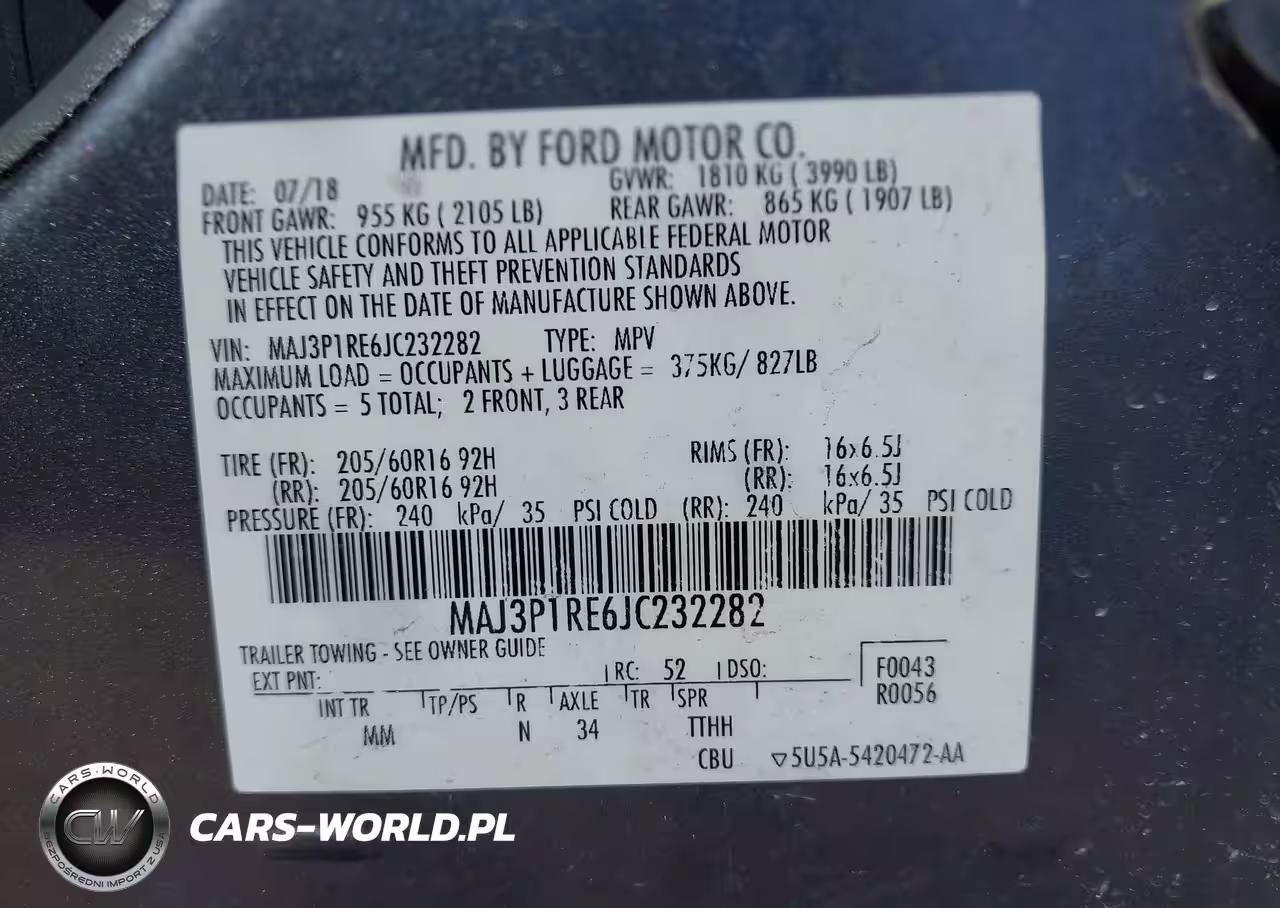 MFD. BY FORD MOTOR CO.
DATE: 07/18 GVWR: 1810 KG ( 3990 LB)
FRONT GAWR: 955 KG ( 2105 LB) REAR GAWR: 865 KG ( 1907 LB)
THIS VEHICLE CONFORMS TO ALL APPLICABLE FEDERAL MOTOR
VEHICLE SAFETY AND THEFT PREVENTION STANDARDS
IN EFFECT ON THE DATE OF MANUFACTURE SHOWN ABOVE.
VIN: MAJ3P1RE6JC232282 TYPE: MPV
MAXIMUM LOAD = OCCUPANTS + LUGGAGE = 375KG/ 827LB
OCCUPANTS = 5 TOTAL; 2 FRONT, 3 REAR
TIRE (FR): 205/60R16 92H RIMS (FR): 16x6.5J
(RR): 205/60R16 92H (RR): 16x6.5J
PRESSURE (FR): 240 kPa/ 35 PSI COLD (RR): 240 kPa/ 35 PSI COLD
MAJ3P1RE6JC232282
TRAILER TOWING - SEE OWNER GUIDE
EXT PNT: RC: 52 DSO: F0043
R0056
INT TR TP/PS R AXLE TR SPR
MM N 34 TTHH
CBU ▽5U5A-5420472-AA
CARS-WORLD
CW
BEZPOŚREDNI IMPORT Z USA
CARS-WORLD.PL